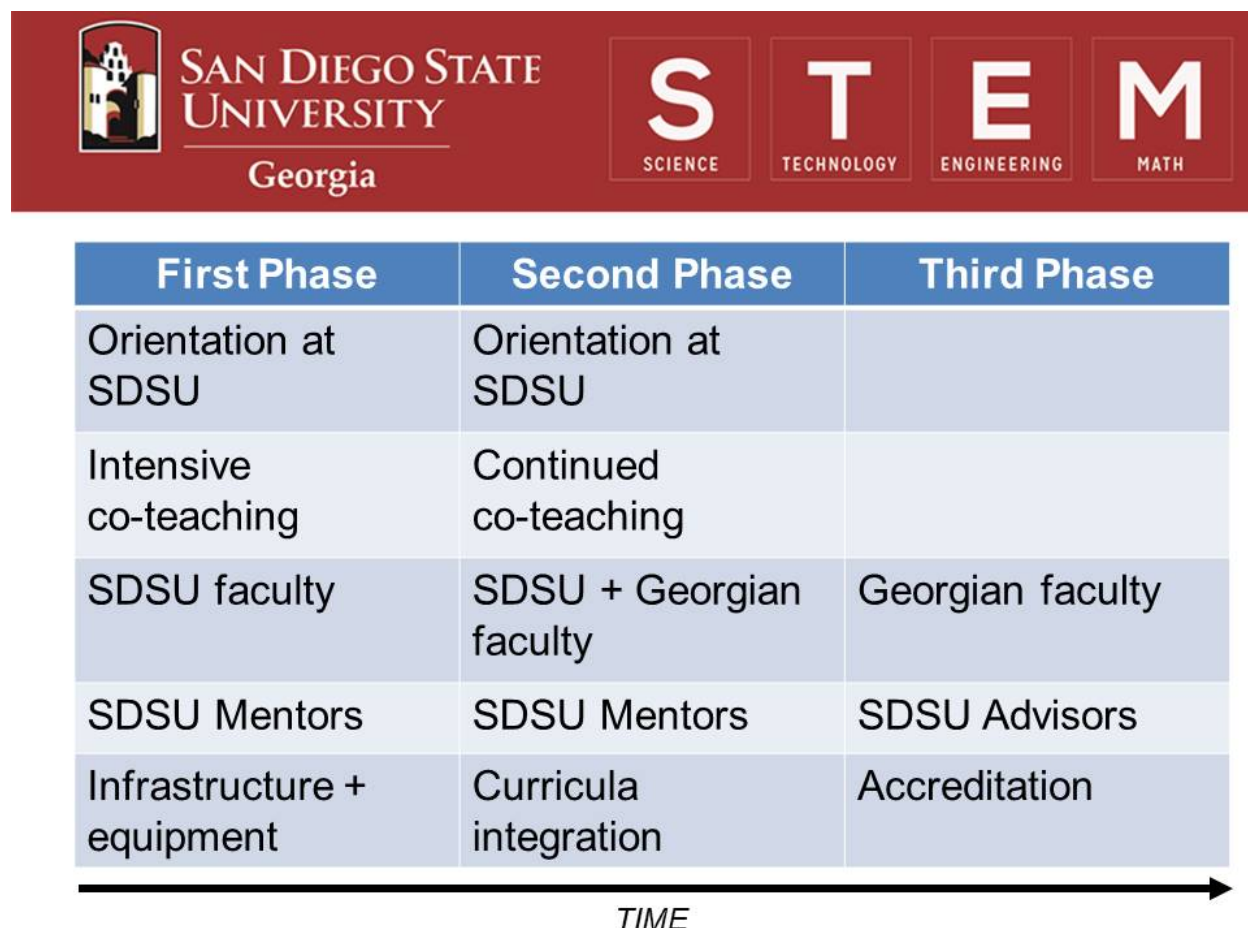 SAN DIEGO STATE
UNIVERSITY
Georgia
S T E M
SCIENCE TECHNOLOGY ENGINEERING MATH
First Phase Second Phase Third Phase
Orientation at Orientation at
SDSU SDSU
Intensive Continued
co-teaching co-teaching
SDSU faculty SDSU + Georgian Georgian faculty
faculty
SDSU Mentors SDSU Mentors SDSU Advisors
Infrastructure + Curricula Accreditation
equipment integration
TIME